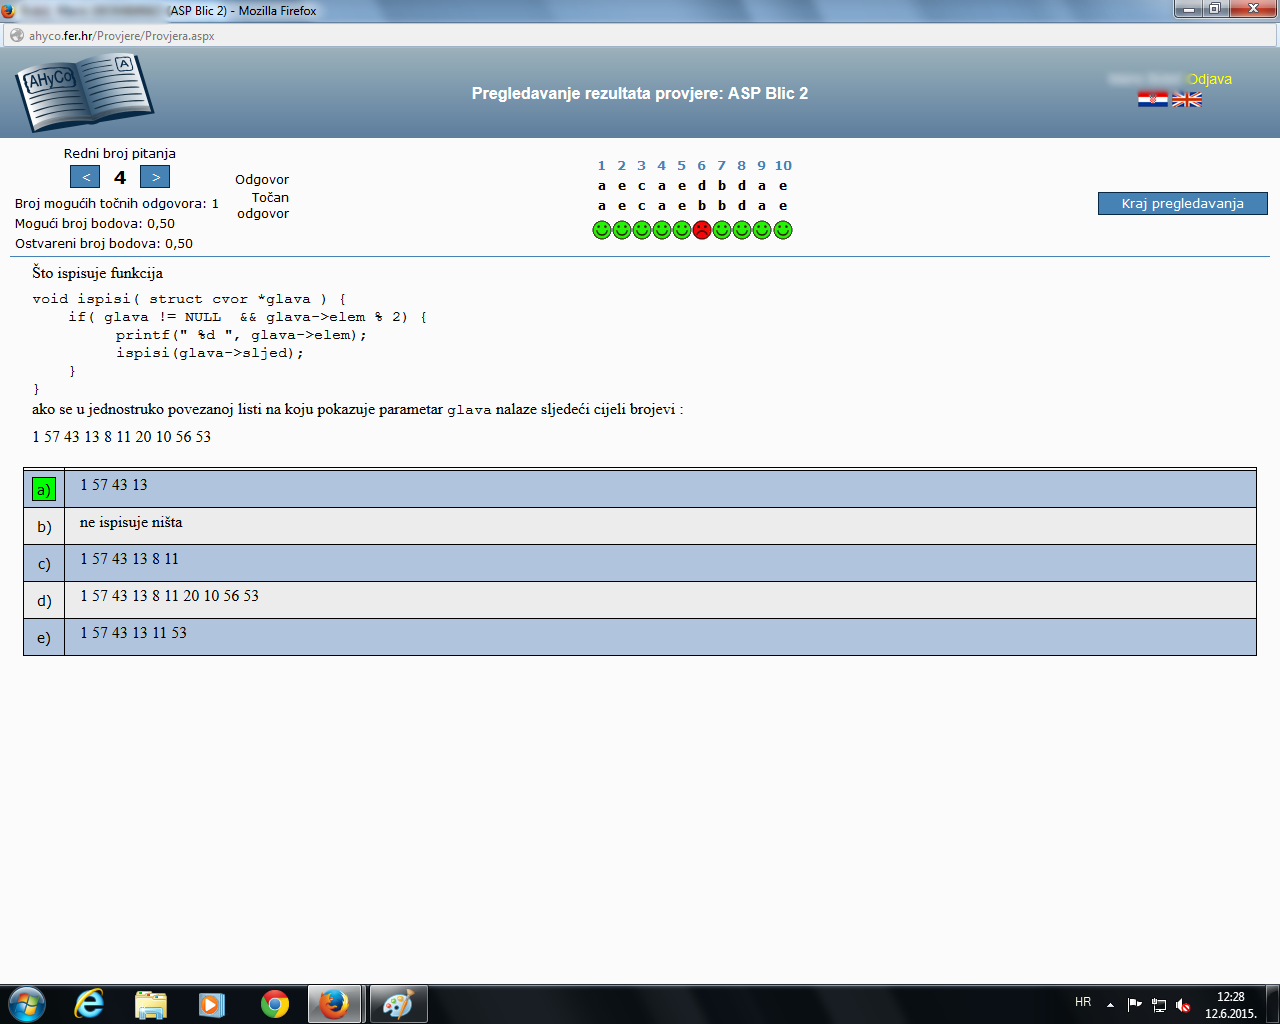 (ASP Blic 2) - Mozilla Firefox
ahyco.fer.hr/Provjere/Provjera.aspx
AHyCo
A
Pregledavanje rezultata provjere: ASP Blic 2
Odjava
Redni broj pitanja
< 4 >
Broj mogućih točnih odgovora: 1
Mogući broj bodova: 0,50
Ostvareni broj bodova: 0,50
1 2 3 4 5 6 7 8 9 10
Odgovor a e c a e d b d a e
Točan
odgovor a e c a e b b d a e
Kraj pregledavanja
Što ispisuje funkcija
void ispisi( struct cvor *glava ) {
if( glava != NULL  && glava->elem % 2) {
printf(" %d ", glava->elem);
ispisi(glava->sljed);
}
}
ako se u jednostruko povezanoj listi na koju pokazuje parametar glava nalaze sljedeći cijeli brojevi :
1 57 43 13 8 11 20 10 56 53
a) 1 57 43 13
b) ne ispisuje ništa
c) 1 57 43 13 8 11
d) 1 57 43 13 8 11 20 10 56 53
e) 1 57 43 13 11 53
HR
12:28
12.6.2015.